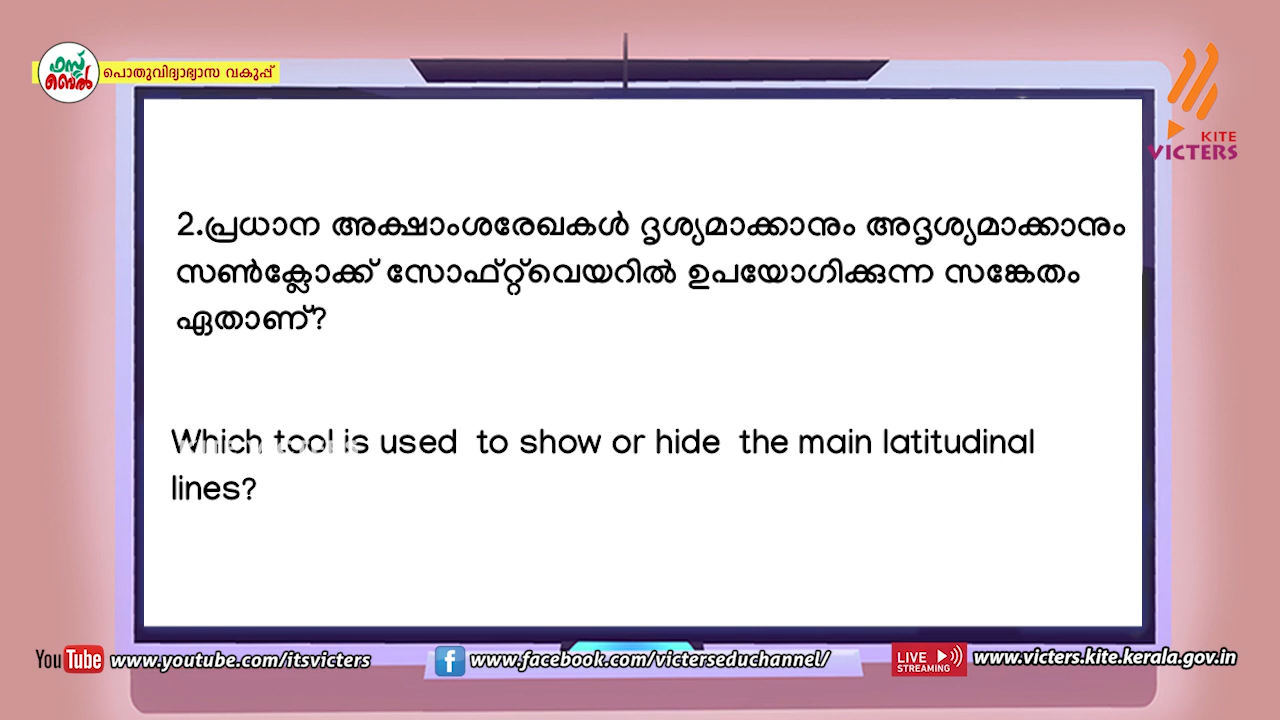 ഫസ്റ്റ്
ബെൽ
പൊതുവിദ്യാഭ്യാസ വകുപ്പ്
KITE
VICTERS
2.പ്രധാന അക്ഷാംശരേഖകൾ ദൃശ്യമാക്കാനും അദൃശ്യമാക്കാനും
സൺക്ലോക്ക് സോഫ്റ്റ്‌വെയറിൽ ഉപയോഗിക്കുന്ന സങ്കേതം
ഏതാണ്?
Which tool is used to show or hide the main latitudinal
lines?
YouTube www.youtube.com/itsvicters
f www.facebook.com/victerseduchannel/
LIVE
STREAMING
www.victers.kite.kerala.gov.in